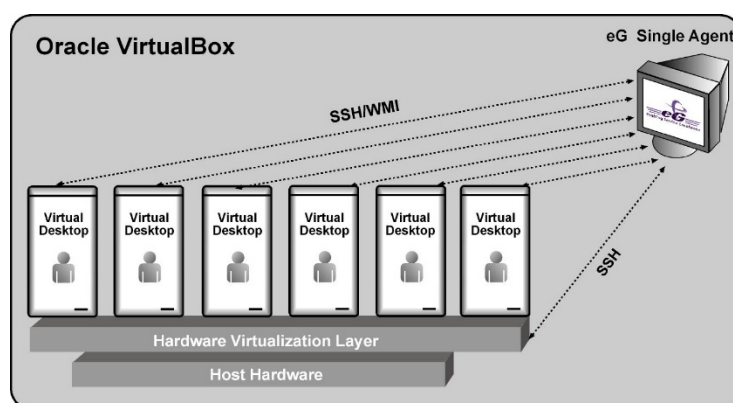 Oracle VirtualBox
eG Single Agent
eG
SSH/WMI
Virtual
Desktop
Virtual
Desktop
Virtual
Desktop
Virtual
Desktop
Virtual
Desktop
Virtual
Desktop
SSH
Hardware Virtualization Layer
Host Hardware